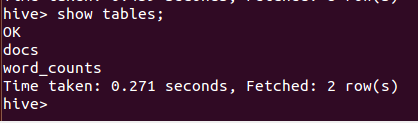 hive> show tables;
OK
docs
word_counts
Time taken: 0.271 seconds, Fetched: 2 row(s)
hive>